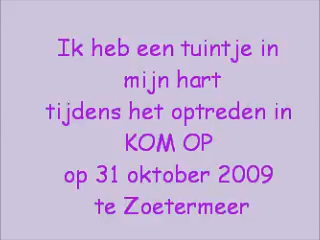 Ik heb een tuintje in
mijn hart
tijdens het optreden in
KOM OP
op 31 oktober 2009
te Zoetermeer